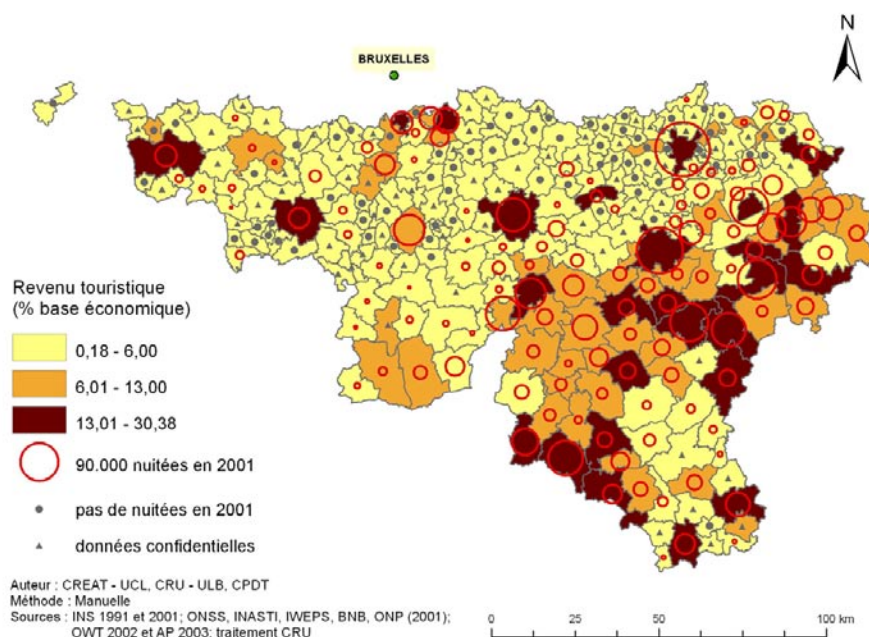 N
BRUXELLES
Revenu touristique
(% base économique)
0,18 - 6,00
6,01 - 13,00
13,01 - 30,38
90.000 nuitées en 2001
pas de nuitées en 2001
données confidentielles
Auteur : CREAT - UCL, CRU - ULB, CPDT
Méthode : Manuelle
Sources : INS 1991 et 2001; ONSS, INASTI, IWEPS, BNB, ONP (2001);
OWT 2002 et AP 2003; traitement CRU
0 25 50 100 km